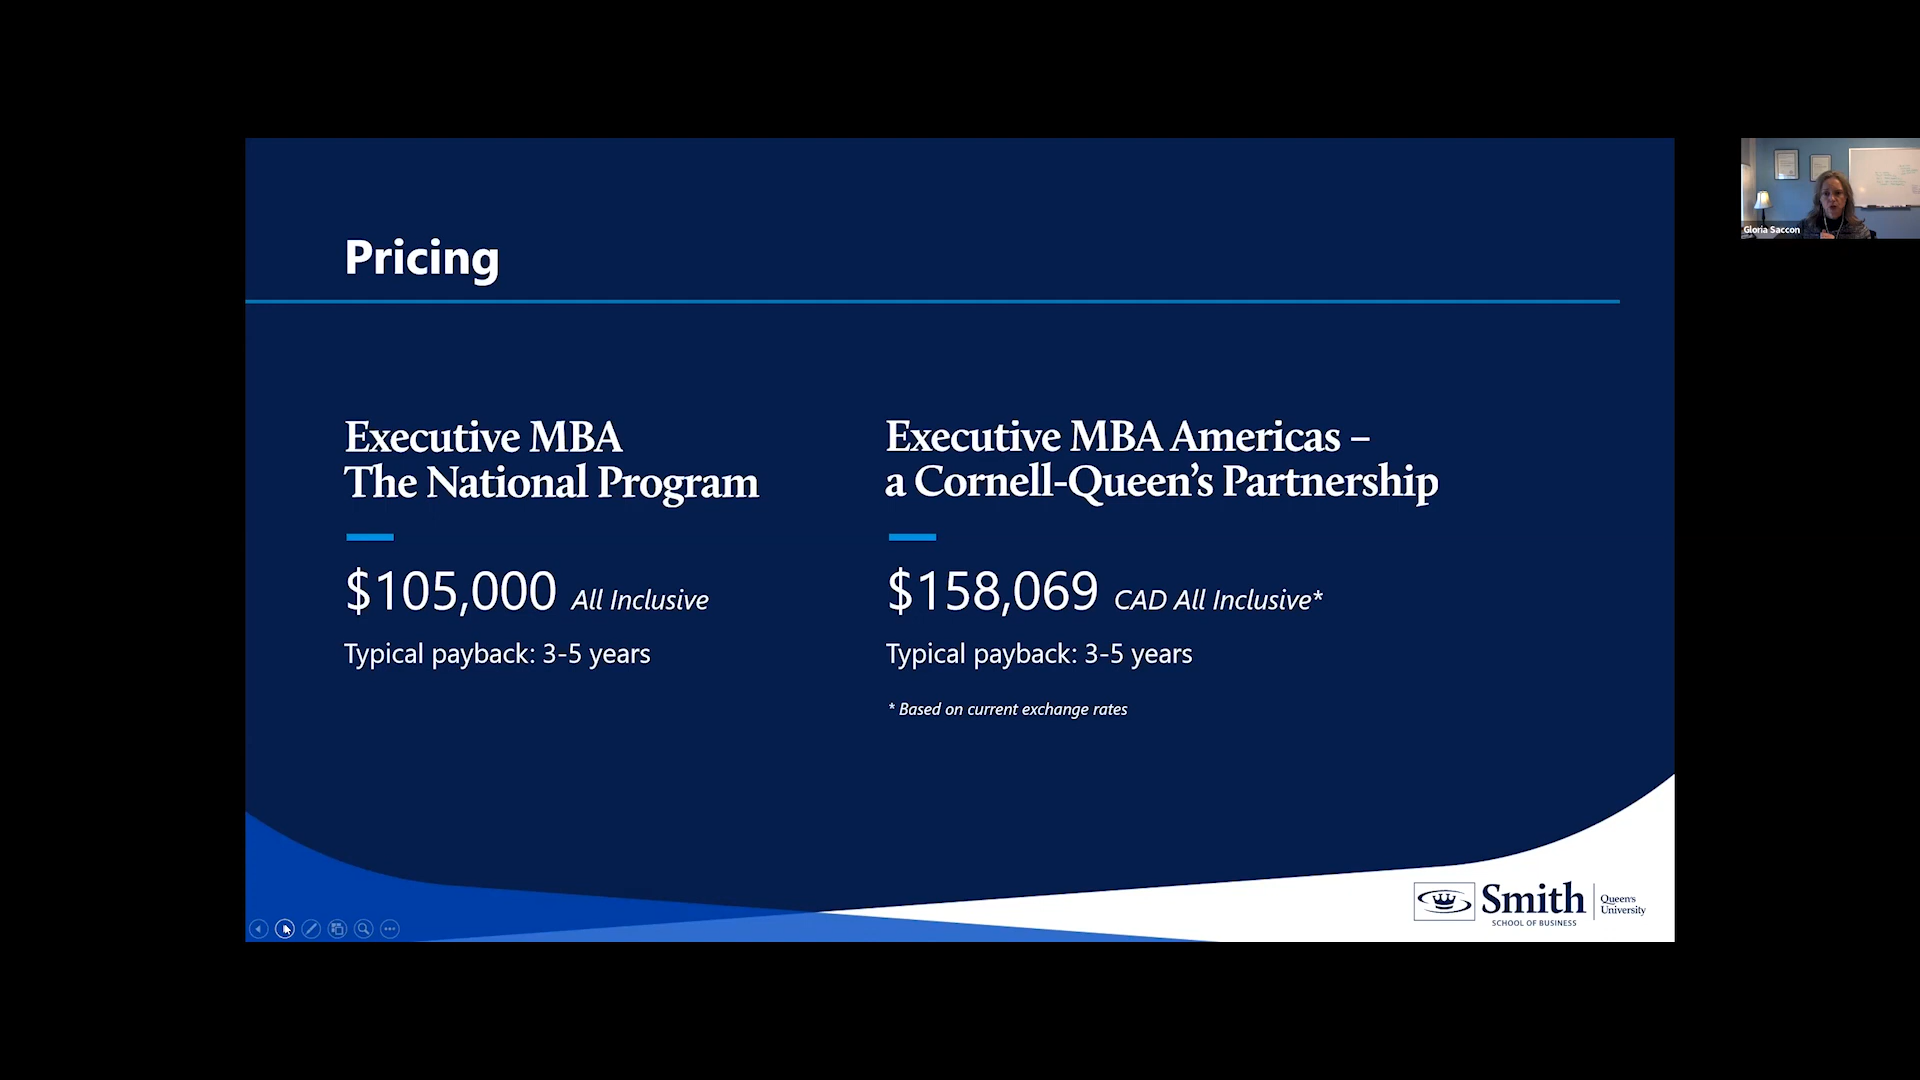 Pricing
Executive MBA
The National Program
$105,000 All Inclusive
Typical payback: 3-5 years
Executive MBA Americas –
a Cornell-Queen's Partnership
$158,069 CAD All Inclusive*
Typical payback: 3-5 years
* Based on current exchange rates
Smith
SCHOOL OF BUSINESS
Queen's
University
Gloria Saccon